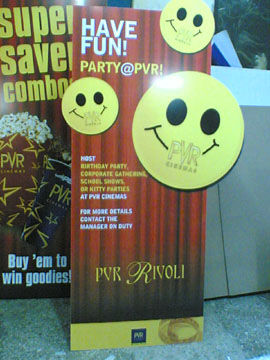 super
saver
combo
PVR
CINEMAS
Buy 'em to
win goodies!
HAVE
FUN!
PARTY@PVR!
PVR
CINEMAS
HOST
BIRTHDAY PARTY,
CORPORATE GATHERING,
SCHOOL SHOWS,
OR KITTY PARTIES
AT PVR CINEMAS
FOR MORE DETAILS
CONTACT THE
MANAGER ON DUTY
PVR RIVOLI
PVR